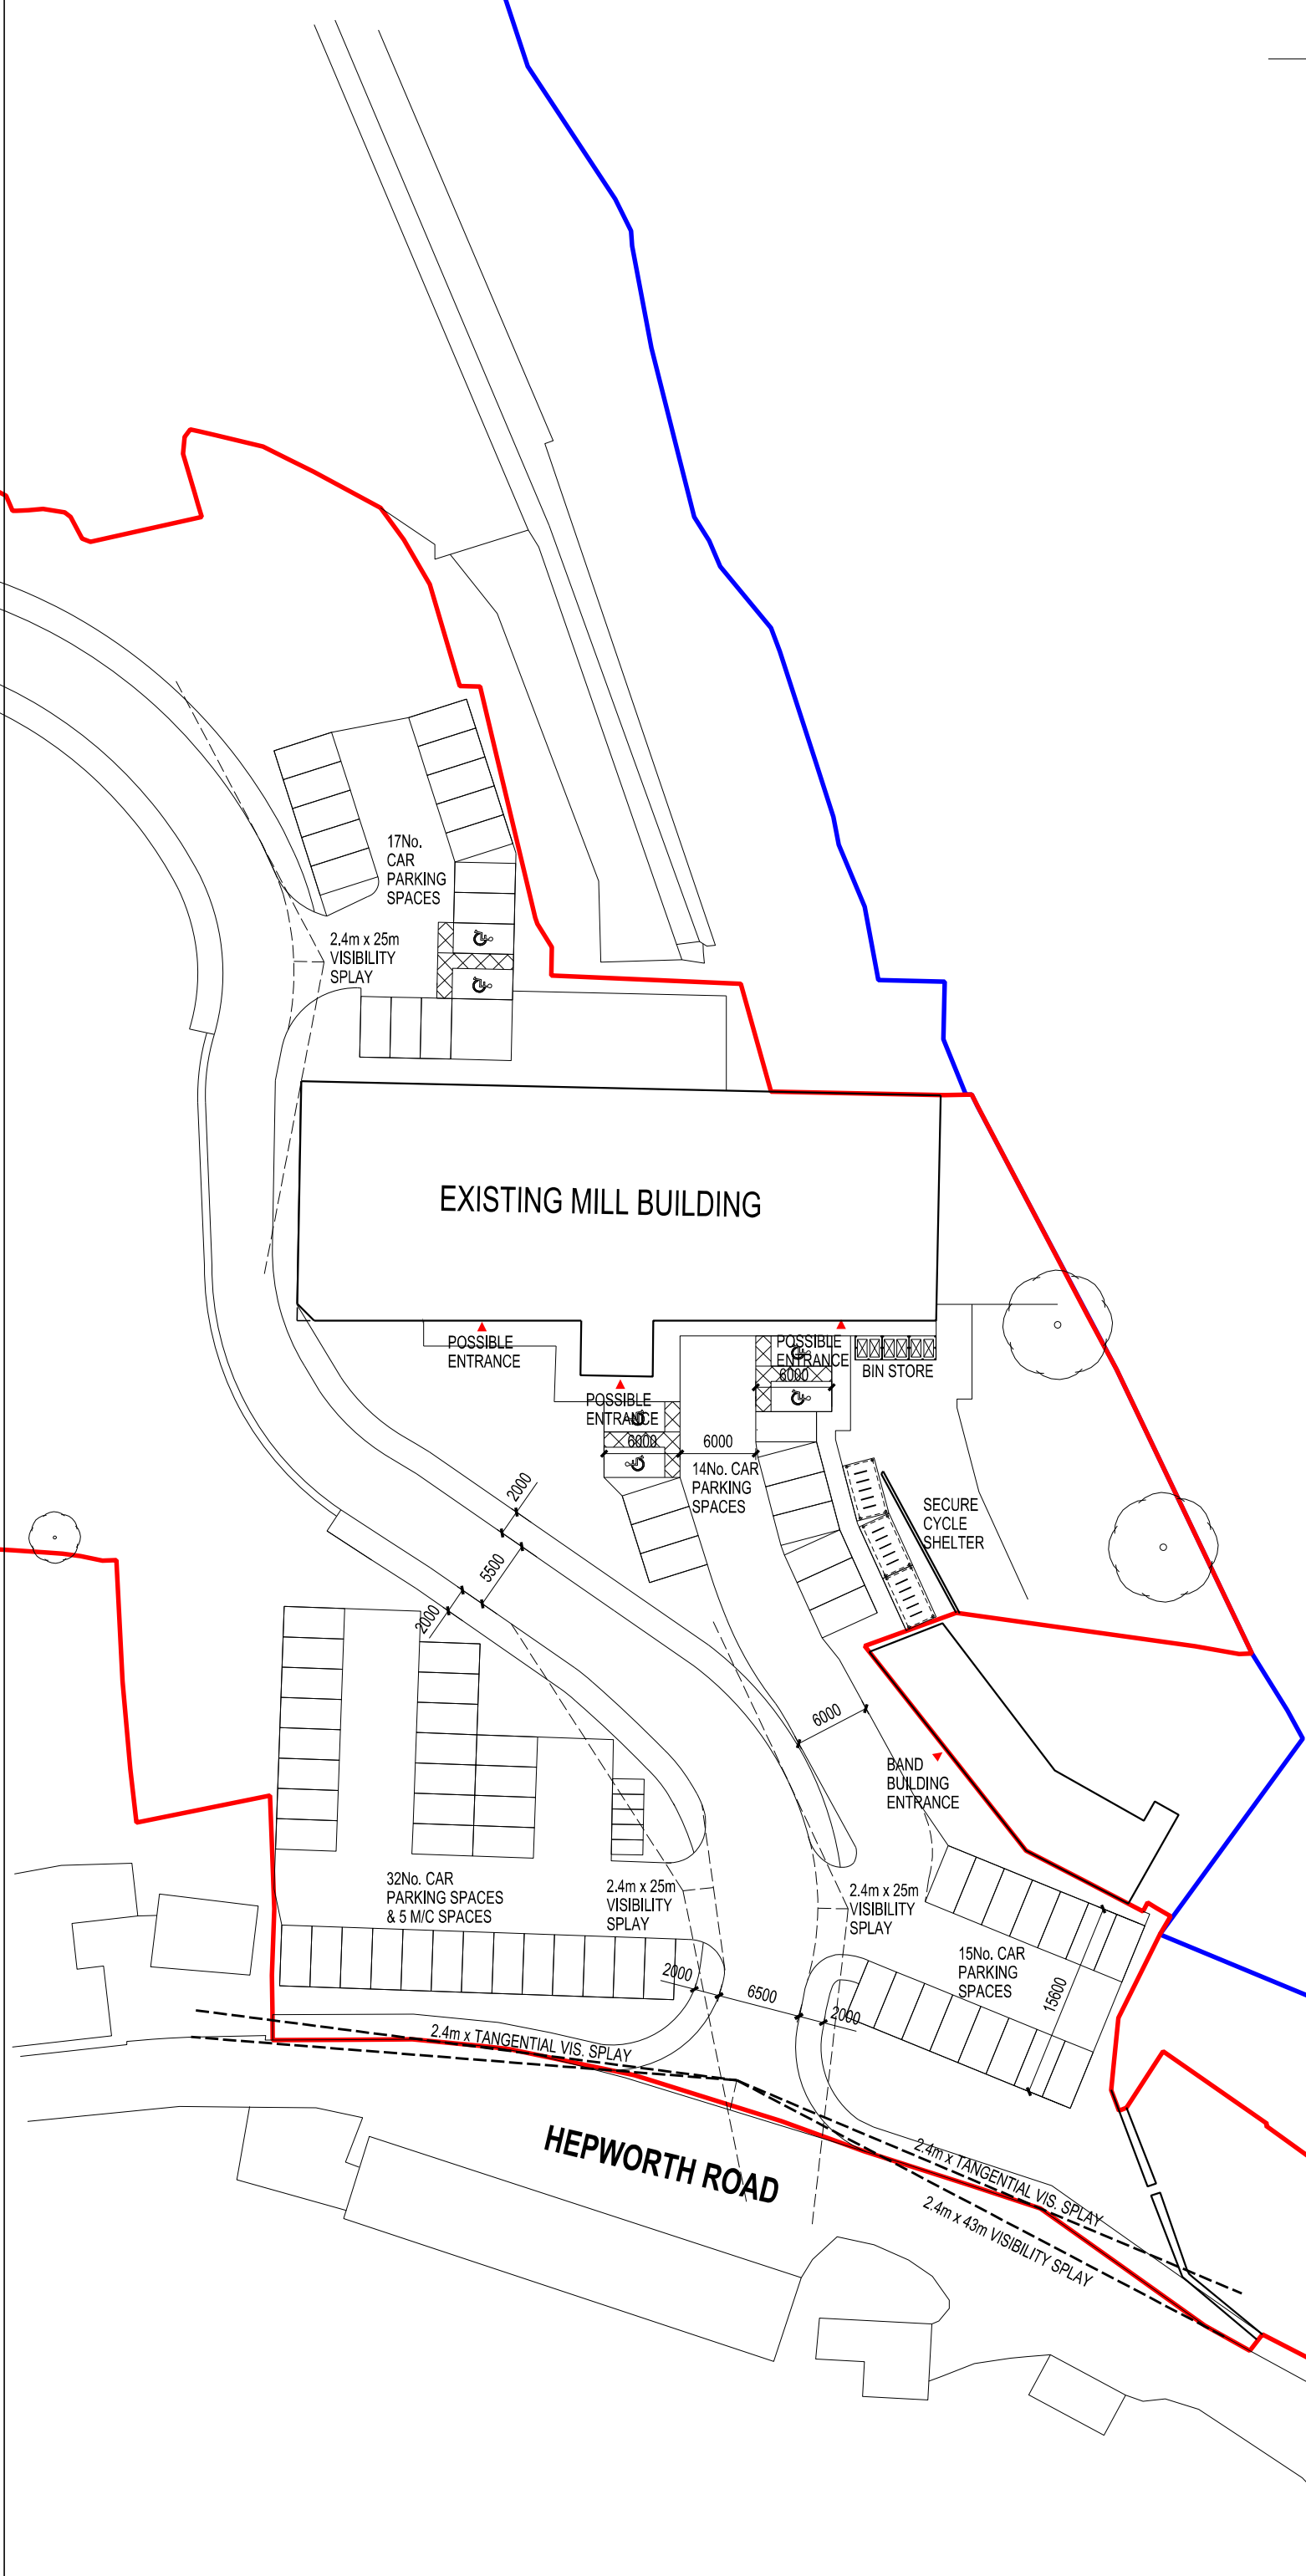 17No.
CAR
PARKING
SPACES
2.4m x 25m
VISIBILITY
SPLAY
EXISTING MILL BUILDING
POSSIBLE
ENTRANCE
POSSIBLE
ENTRANCE
POSSIBLE
ENTRANCE
BIN STORE
6000
6000
6000
14No. CAR
PARKING
SPACES
SECURE
CYCLE
SHELTER
2000
5500
2000
6000
BAND
BUILDING
ENTRANCE
32No. CAR
PARKING SPACES
& 5 M/C SPACES
2.4m x 25m
VISIBILITY
SPLAY
2.4m x 25m
VISIBILITY
SPLAY
15No. CAR
PARKING
SPACES
15600
2000
6500
2000
2.4m x TANGENTIAL VIS. SPLAY
HEPWORTH ROAD
2.4m x TANGENTIAL VIS. SPLAY
2.4m x 43m VISIBILITY SPLAY